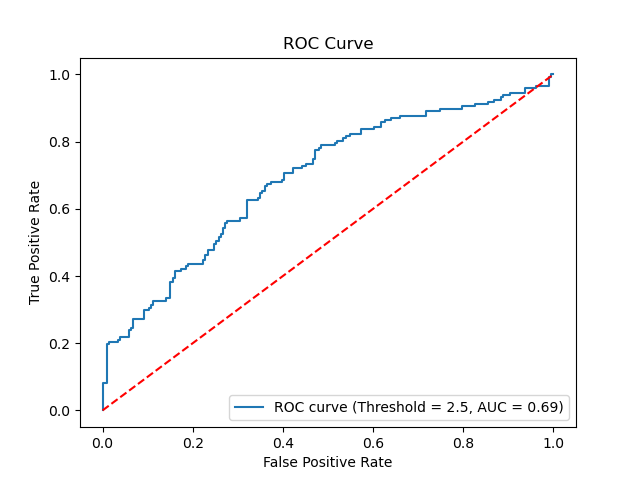 ROC Curve
True Positive Rate
1.0
0.8
0.6
0.4
0.2
0.0
ROC curve (Threshold = 2.5, AUC = 0.69)
0.0 0.2 0.4 0.6 0.8 1.0
False Positive Rate